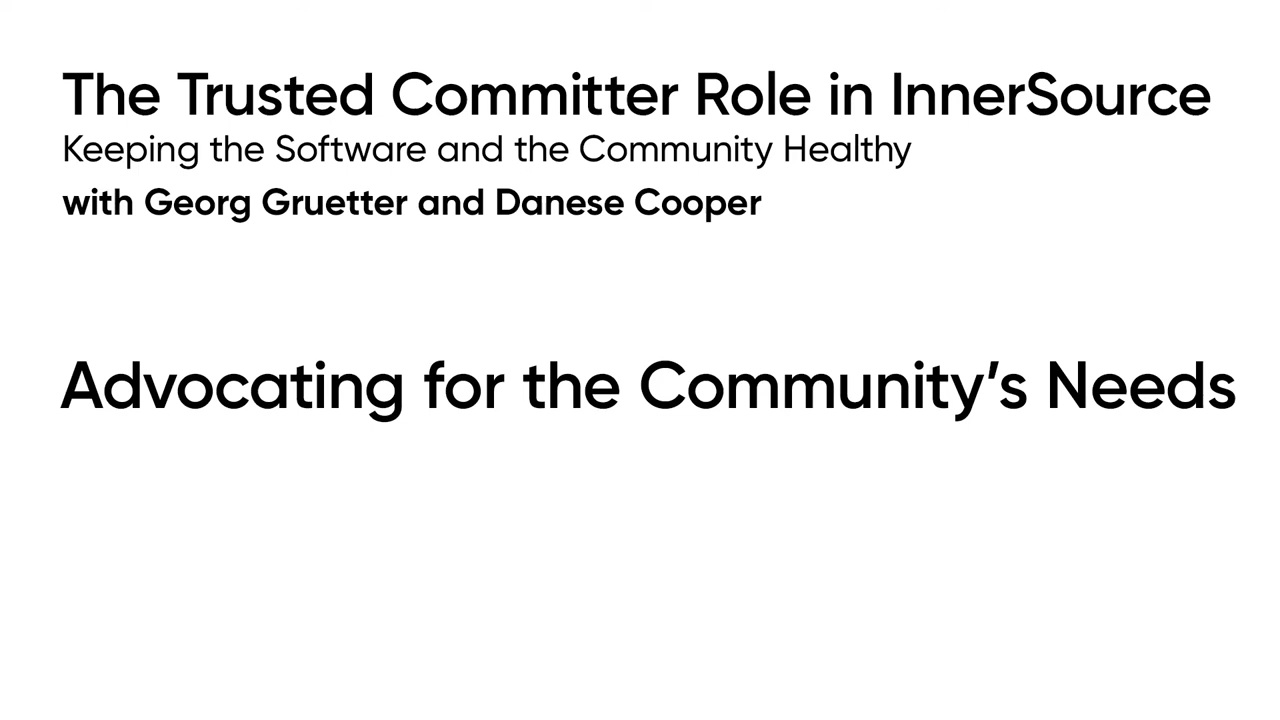 The Trusted Committer Role in InnerSource
Keeping the Software and the Community Healthy
with Georg Gruetter and Danese Cooper
Advocating for the Community’s Needs